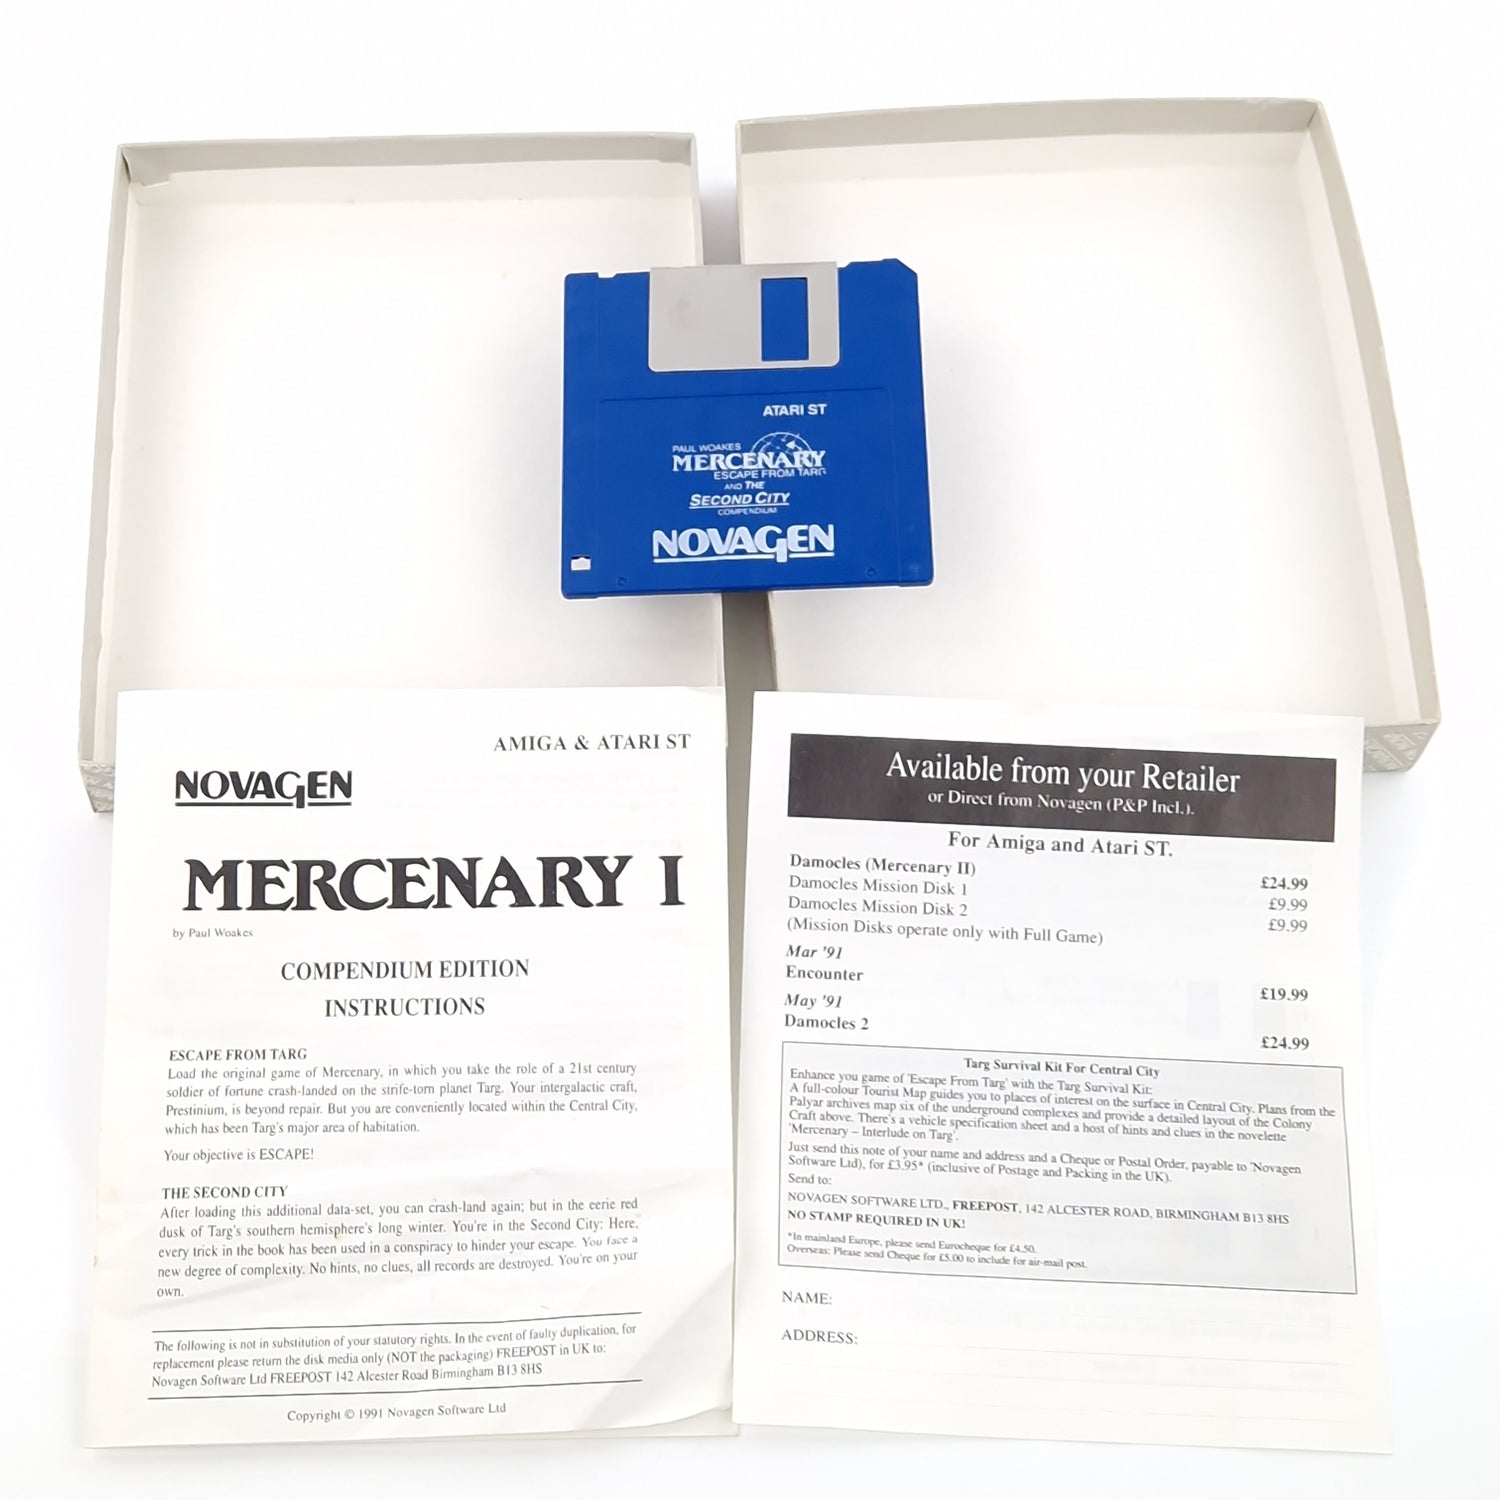 ATARI ST
PAUL WOAKES
MERCENARY
ESCAPE FROM TARG
AND THE
SECOND CITY
COMPENDIUM
NOVAGEN
AMIGA & ATARI ST
NOVAGEN
MERCENARY I
by Paul Woakes
COMPENDIUM EDITION
INSTRUCTIONS
ESCAPE FROM TARG
Load the original game of Mercenary, in which you take the role of a 21st century
soldier of fortune crash-landed on the strife-torn planet Targ. Your intergalactic craft,
Prestinium, is beyond repair. But you are conveniently located within the Central City,
which has been Targ's major area of habitation.
Your objective is ESCAPE!
THE SECOND CITY
After loading this additional data-set, you can crash-land again; but in the eerie red
dusk of Targ's southern hemisphere's long winter. You're in the Second City: Here,
every trick in the book has been used in a conspiracy to hinder your escape. You face a
new degree of complexity. No hints, no clues, all records are destroyed. You're on your
own.
The following is not in substitution of your statutory rights. In the event of faulty duplication, for
replacement please return the disk media only (NOT the packaging) FREEPOST in UK to:
Novagen Software Ltd FREEPOST 142 Alcester Road Birmingham B13 8HS
Copyright © 1991 Novagen Software Ltd
Available from your Retailer
or Direct from Novagen (P&P Incl.).
For Amiga and Atari ST.
Damocles (Mercenary II) £24.99
Damocles Mission Disk 1 £9.99
Damocles Mission Disk 2 £9.99
(Mission Disks operate only with Full Game)
Mar '91
Encounter £19.99
May '91
Damocles 2 £24.99
Targ Survival Kit For Central City
Enhance you game of 'Escape From Targ' with the Targ Survival Kit:
A full-colour Tourist Map guides you to places of interest on the surface in Central City. Plans from the
Palyar archives map six of the underground complexes and provide a detailed layout of the Colony
Craft above. There's a vehicle specification sheet and a host of hints and clues in the novelette
'Mercenary – Interlude on Targ'.
Just send this note of your name and address and a Cheque or Postal Order, payable to 'Novagen
Software Ltd), for £3.95* (inclusive of Postage and Packing in the UK).
Send to:
NOVAGEN SOFTWARE LTD., FREEPOST, 142 ALCESTER ROAD, BIRMINGHAM B13 8HS
NO STAMP REQUIRED IN UK!
*In mainland Europe, please send Eurocheque for £4.50.
Overseas: Please send Cheque for £5.00 to include for air-mail post.
NAME:
ADDRESS: